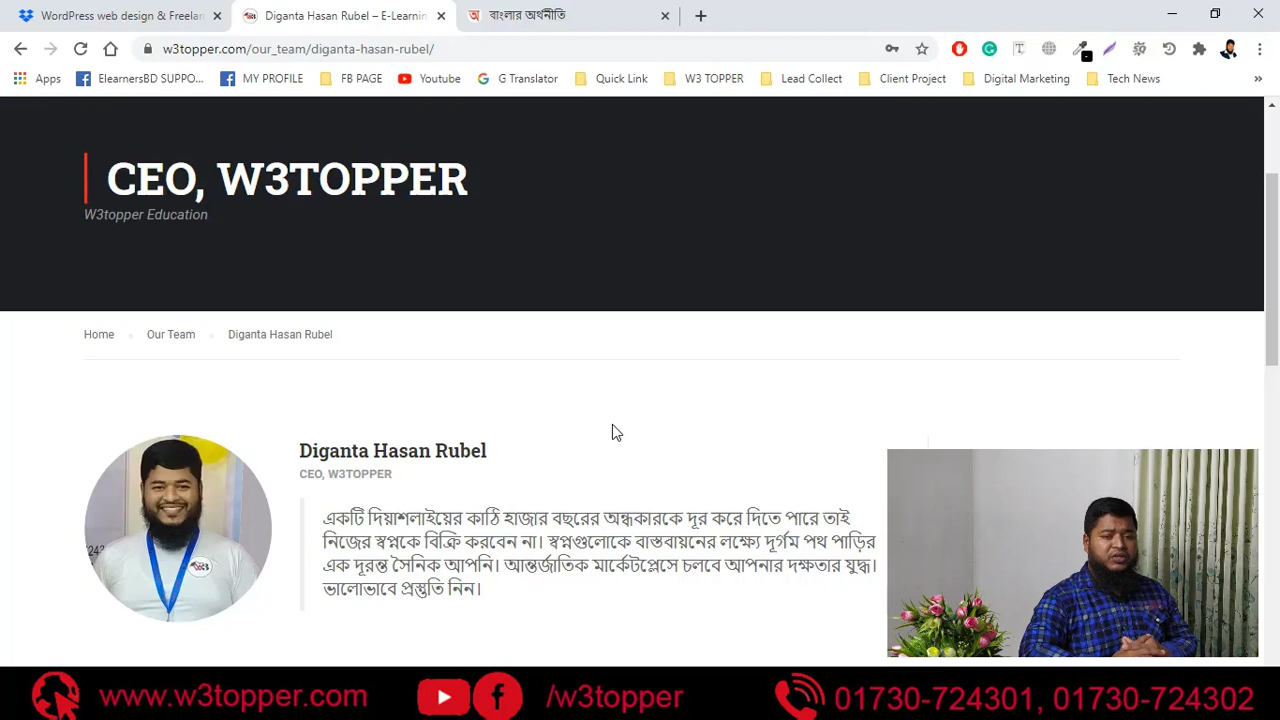 WordPress web design & Freelan
Diganta Hasan Rubel – E-Learnin
বাংলার অর্থনীতি
w3topper.com/our_team/diganta-hasan-rubel/
Apps
ElearnersBD SUPPO...
MY PROFILE
FB PAGE
Youtube
G Translator
Quick Link
W3 TOPPER
Lead Collect
Client Project
Digital Marketing
Tech News
CEO, W3TOPPER
W3topper Education
Home
Our Team
Diganta Hasan Rubel
Diganta Hasan Rubel
CEO, W3TOPPER
একটি দিয়াশলাইয়ের কাঠি হাজার বছরের অন্ধকারকে দূর করে দিতে পারে তাই
নিজের স্বপ্নকে বিক্রি করবেন না। স্বপ্নগুলোকে বাস্তবায়নের লক্ষ্যে দূর্গম পথ পাড়ির
এক দূরন্ত সৈনিক আপনি। আন্তর্জাতিক মার্কেটপ্লেসে চলবে আপনার দক্ষতার যুদ্ধ।
ভালোভাবে প্রস্তুতি নিন।
www.w3topper.com
/w3topper
01730-724301, 01730-724302